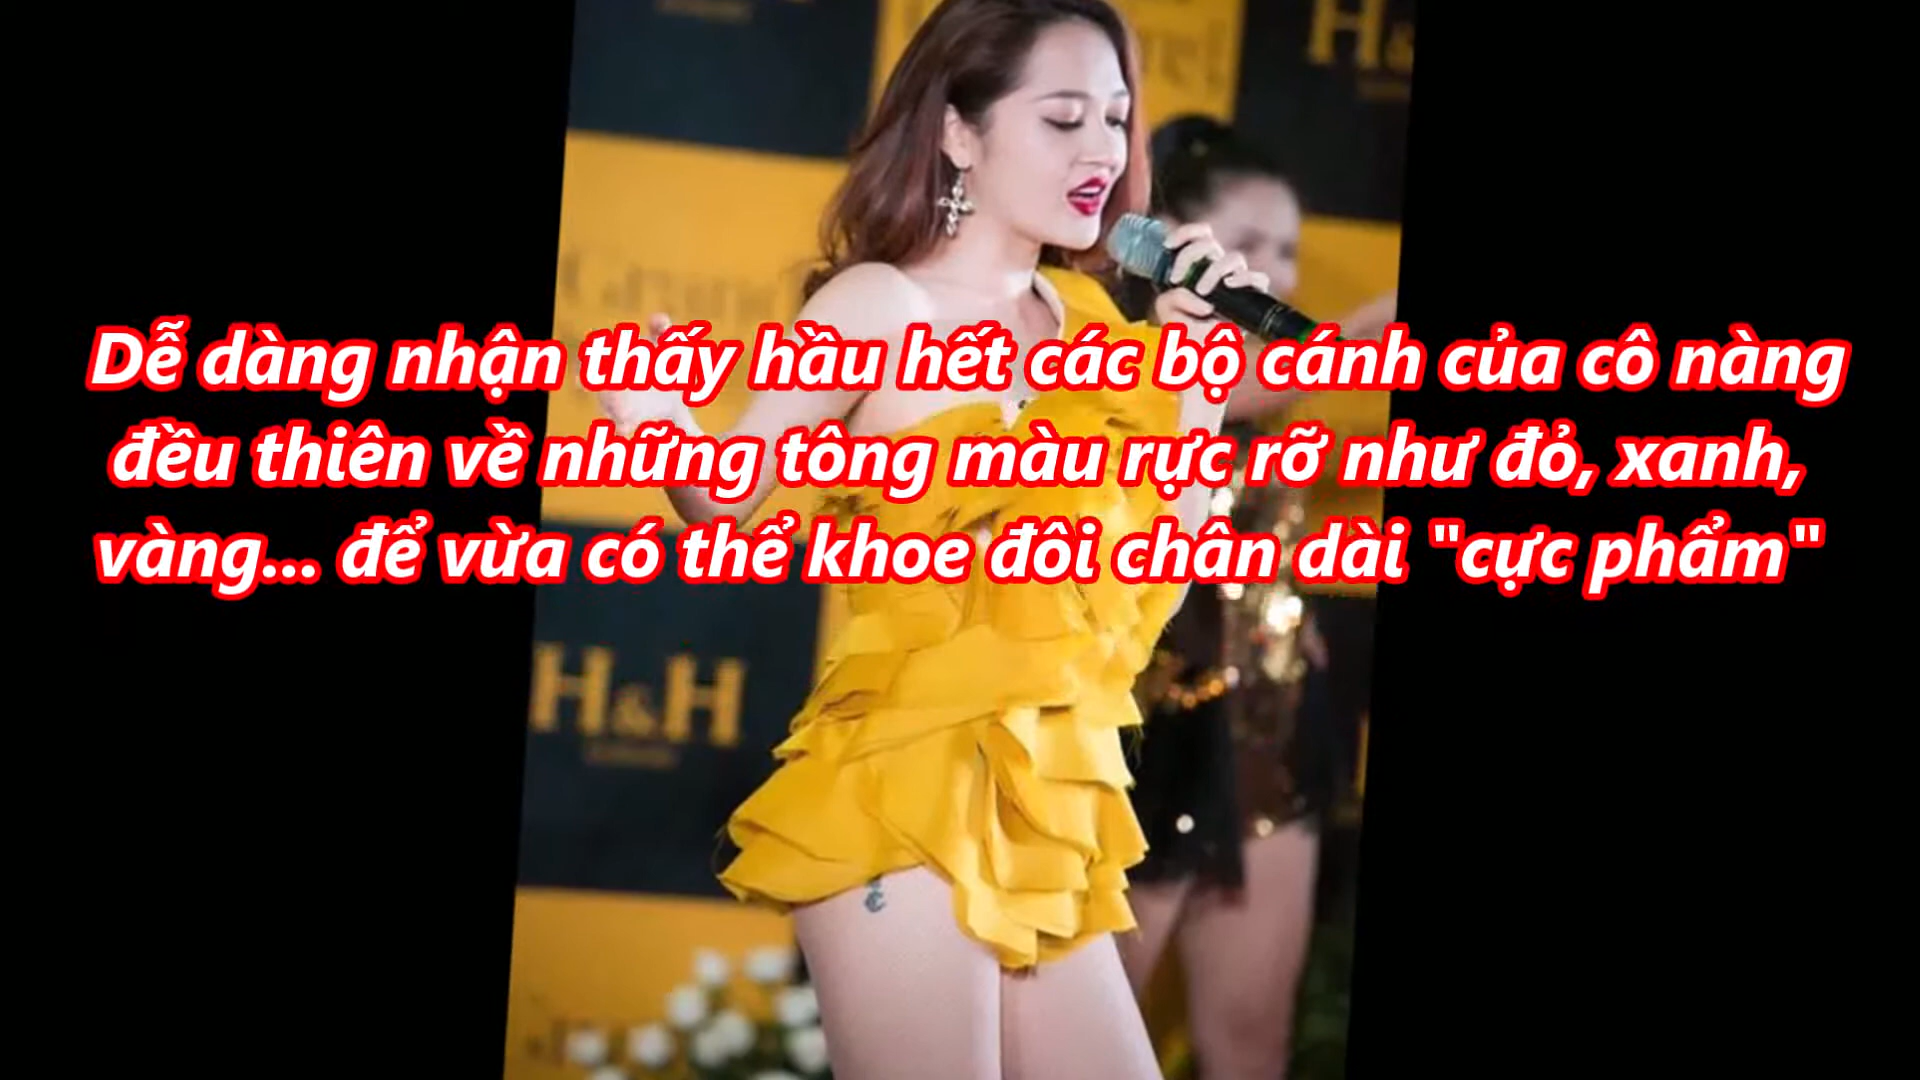 H&
Dễ dàng nhận thấy hầu hết các bộ cánh của cô nàng
đều thiên về những tông màu rực rỡ như đỏ, xanh,
vàng... để vừa có thể khoe đôi chân dài "cực phẩm"
H&H